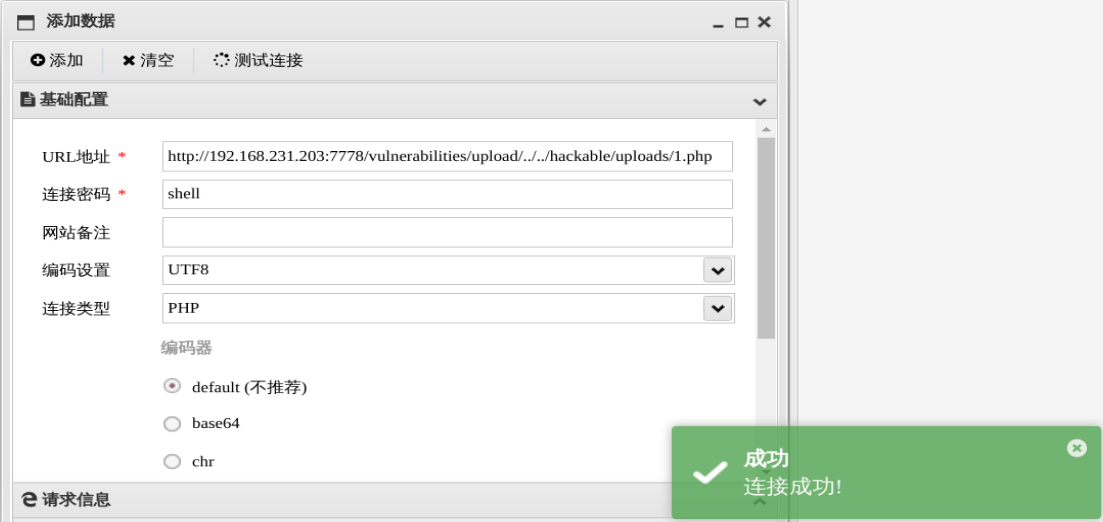 添加数据
添加 清空 测试连接
基础配置
URL地址 * http://192.168.231.203:7778/vulnerabilities/upload/../../hackable/uploads/1.php
连接密码 * shell
网站备注
编码设置 UTF8
连接类型 PHP
编码器
default (不推荐)
base64
chr
成功
连接成功!
请求信息